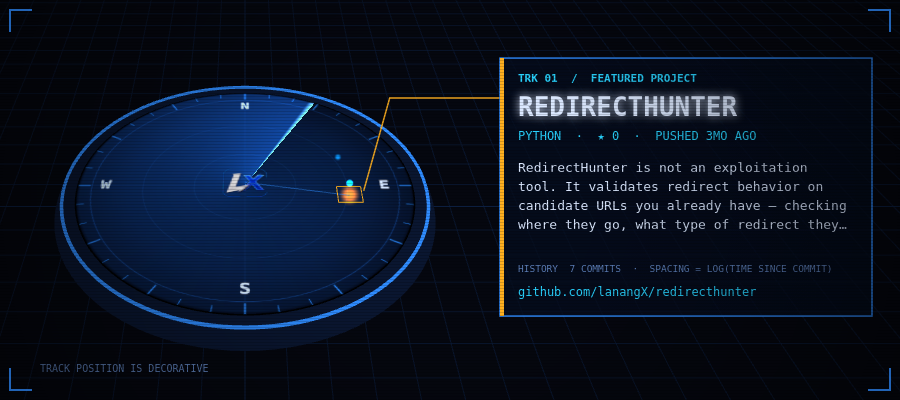 N
W
E
S
LX
TRK 01 / FEATURED PROJECT
REDIRECTHUNTER
PYTHON · ★ 0 · PUSHED 3MO AGO
RedirectHunter is not an exploitation
tool. It validates redirect behavior on
candidate URLs you already have — checking
where they go, what type of redirect they…
HISTORY 7 COMMITS · SPACING = LOG(TIME SINCE COMMIT)
github.com/lanangX/redirecthunter
TRACK POSITION IS DECORATIVE